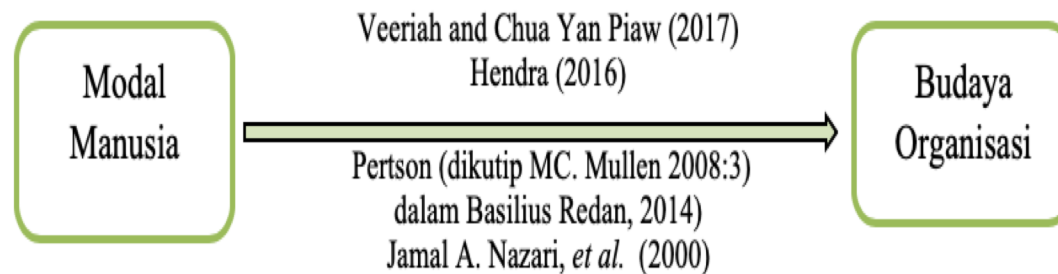 Modal
Manusia
Veeriah and Chua Yan Piaw (2017)
Hendra (2016)
Pertson (dikutip MC. Mullen 2008:3)
dalam Basilius Redan, 2014)
Jamal A. Nazari, et al. (2000)
Budaya
Organisasi